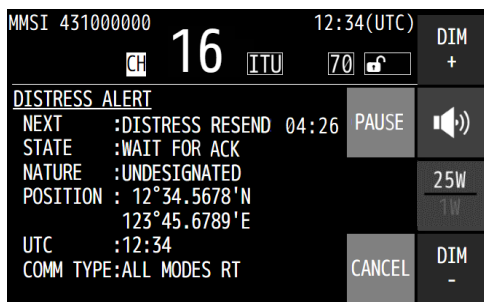 MMSI 431000000 12:34(UTC)
CH 16 ITU 70
DIM
+
DISTRESS ALERT
NEXT :DISTRESS RESEND 04:26
PAUSE
STATE :WAIT FOR ACK
NATURE :UNDESIGNATED
POSITION : 12°34.5678'N
123°45.6789'E
25W
1W
UTC :12:34
COMM TYPE:ALL MODES RT
CANCEL
DIM
-